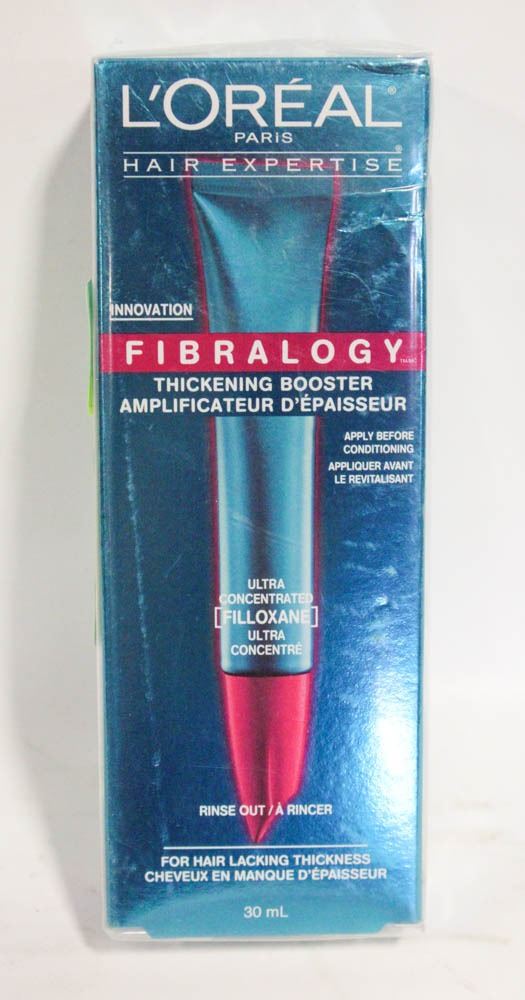 L'ORÉAL®
PARIS
HAIR EXPERTISE®
INNOVATION
FIBRALOGY
THICKENING BOOSTER
AMPLIFICATEUR D'ÉPAISSEUR
APPLY BEFORE
CONDITIONING
APPLIQUER AVANT
LE REVITALISANT
ULTRA
CONCENTRATED
[FILLOXANE]
ULTRA
CONCENTRÉ
RINSE OUT / À RINCER
FOR HAIR LACKING THICKNESS
CHEVEUX EN MANQUE D'ÉPAISSEUR
30 mL